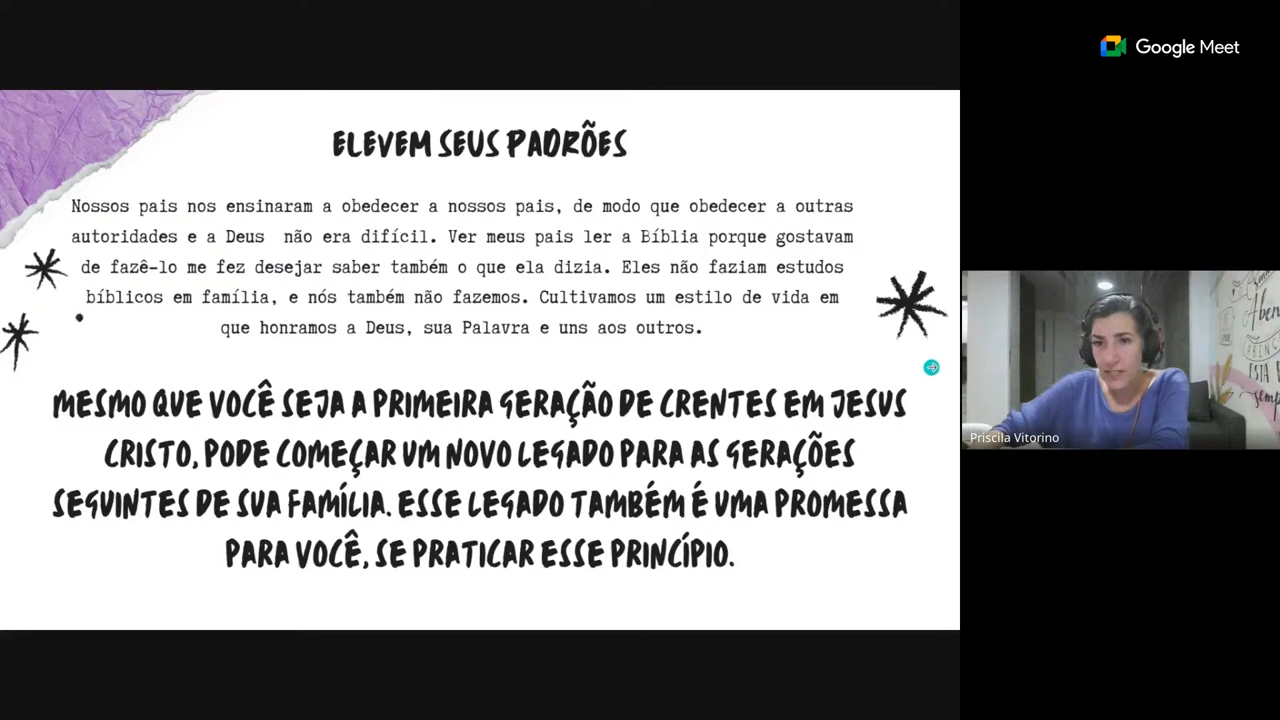 Google Meet
ELEVEM SEUS PADRÕES
Nossos pais nos ensinaram a obedecer a nossos pais, de modo que obedecer a outras
autoridades e a Deus não era difícil. Ver meus pais ler a Bíblia porque gostavam
de fazê-lo me fez desejar saber também o que ela dizia. Eles não faziam estudos
bíblicos em família, e nós também não fazemos. Cultivamos um estilo de vida em
que honramos a Deus, sua Palavra e uns aos outros.
MESMO QUE VOCÊ SEJA A PRIMEIRA GERAÇÃO DE CRENTES EM JESUS
CRISTO, PODE COMEÇAR UM NOVO LEGADO PARA AS GERAÇÕES
SEGUINTES DE SUA FAMÍLIA. ESSE LEGADO TAMBÉM É UMA PROMESSA
PARA VOCÊ, SE PRATICAR ESSE PRINCÍPIO.
Priscila Vitorino